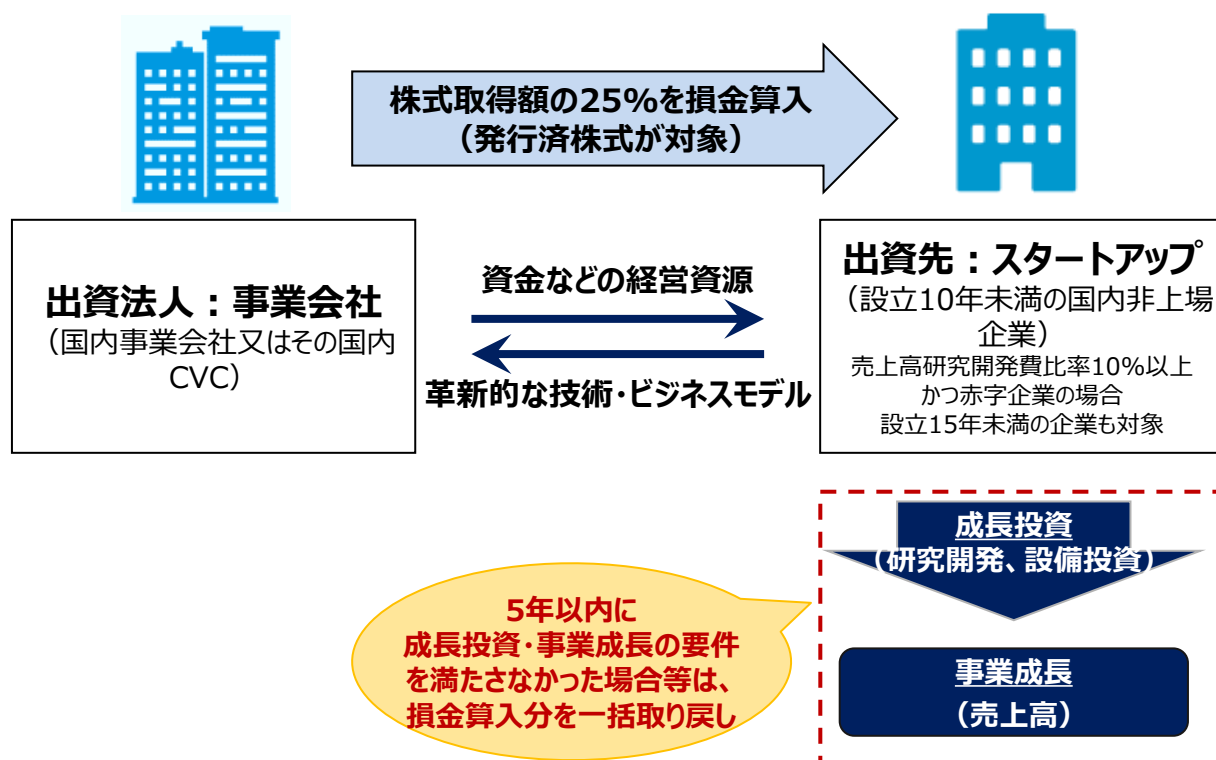 株式取得額の25%を損金算入
（発行済株式が対象）
出資法人：事業会社
（国内事業会社又はその国内
CVC）
資金などの経営資源
革新的な技術・ビジネスモデル
出資先：スタートアップ
（設立10年未満の国内非上場
企業）
売上高研究開発費比率10%以上
かつ赤字企業の場合
設立15年未満の企業も対象
成長投資
（研究開発、設備投資）
5年以内に
成長投資・事業成長の要件
を満たさなかった場合等は、
損金算入分を一括取り戻し
事業成長
（売上高）